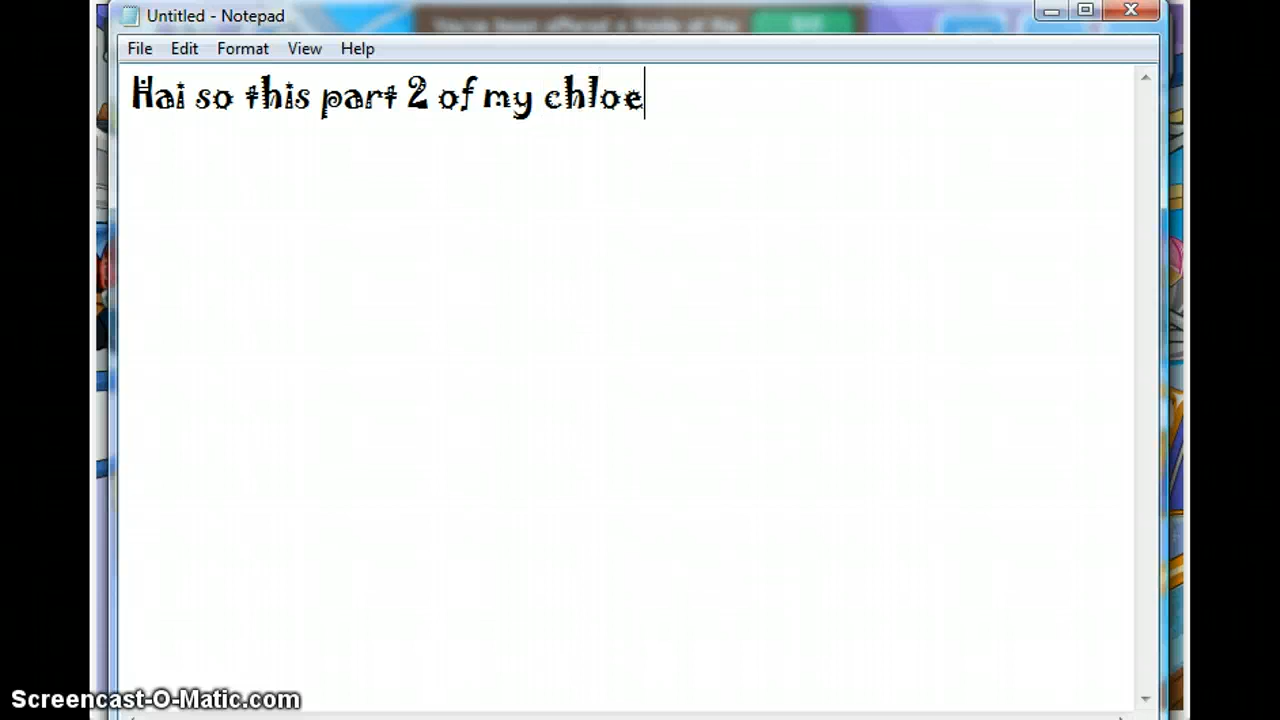 Untitled - Notepad
File Edit Format View Help
Hai so this part 2 of my chloe
Screencast-O-Matic.com